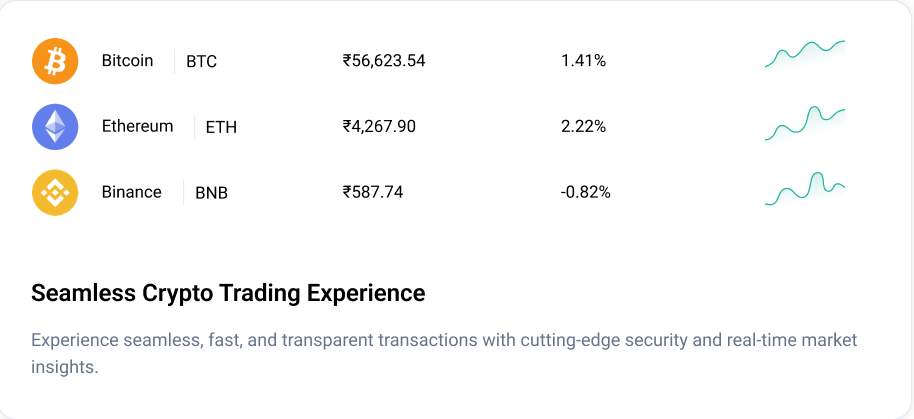 Bitcoin BTC ₹56,623.54 1.41%
Ethereum ETH ₹4,267.90 2.22%
Binance BNB ₹587.74 -0.82%
Seamless Crypto Trading Experience
Experience seamless, fast, and transparent transactions with cutting-edge security and real-time market
insights.